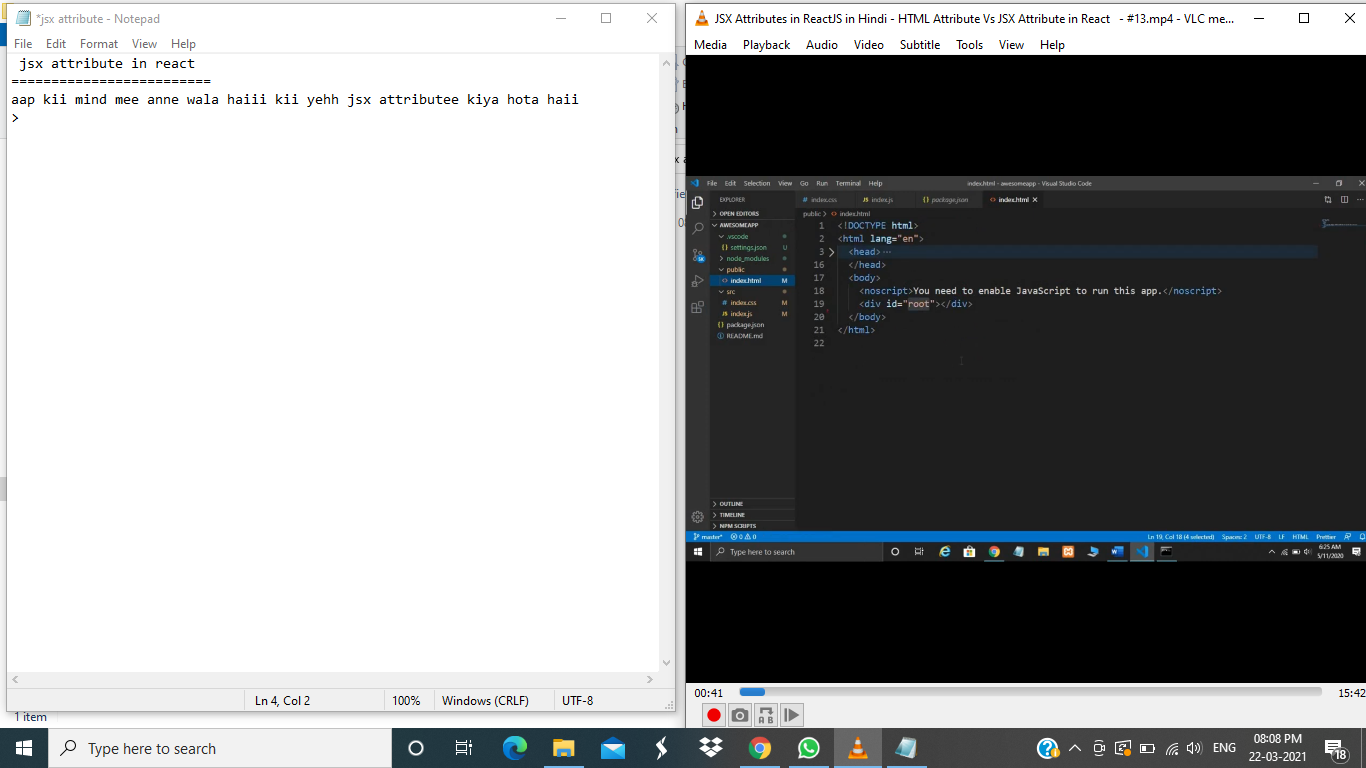 *jsx attribute - Notepad
File Edit Format View Help
jsx attribute in react
=========================
aap kii mind mee anne wala haiii kii yehh jsx attributee kiya hota haii
>
Ln 4, Col 2 100% Windows (CRLF) UTF-8
1 item
JSX Attributes in ReactJS in Hindi - HTML Attribute Vs JSX Attribute in React - #13.mp4 - VLC me...
Media Playback Audio Video Subtitle Tools View Help
File Edit Selection View Go Run Terminal Help
index.html - awesomeapp - Visual Studio Code
EXPLORER
OPEN EDITORS
AWESOMEAPP
.vscode
settings.json U
node_modules
public
index.html M
src
index.css M
index.js M
package.json
README.md
OUTLINE
TIMELINE
NPM SCRIPTS
index.css index.js package.json index.html
public > index.html
1 <!DOCTYPE html>
2 <html lang="en">
3 <head>...
16 </head>
17 <body>
18 <noscript>You need to enable JavaScript to run this app.</noscript>
19 <div id="root"></div>
20 </body>
21 </html>
22
master* 0 0 Ln 19, Col 18 (4 selected) Spaces: 2 UTF-8 LF HTML Prettier
Type here to search
6:25 AM
5/11/2020
00:41 15:42
Type here to search
ENG
08:08 PM
22-03-2021
18